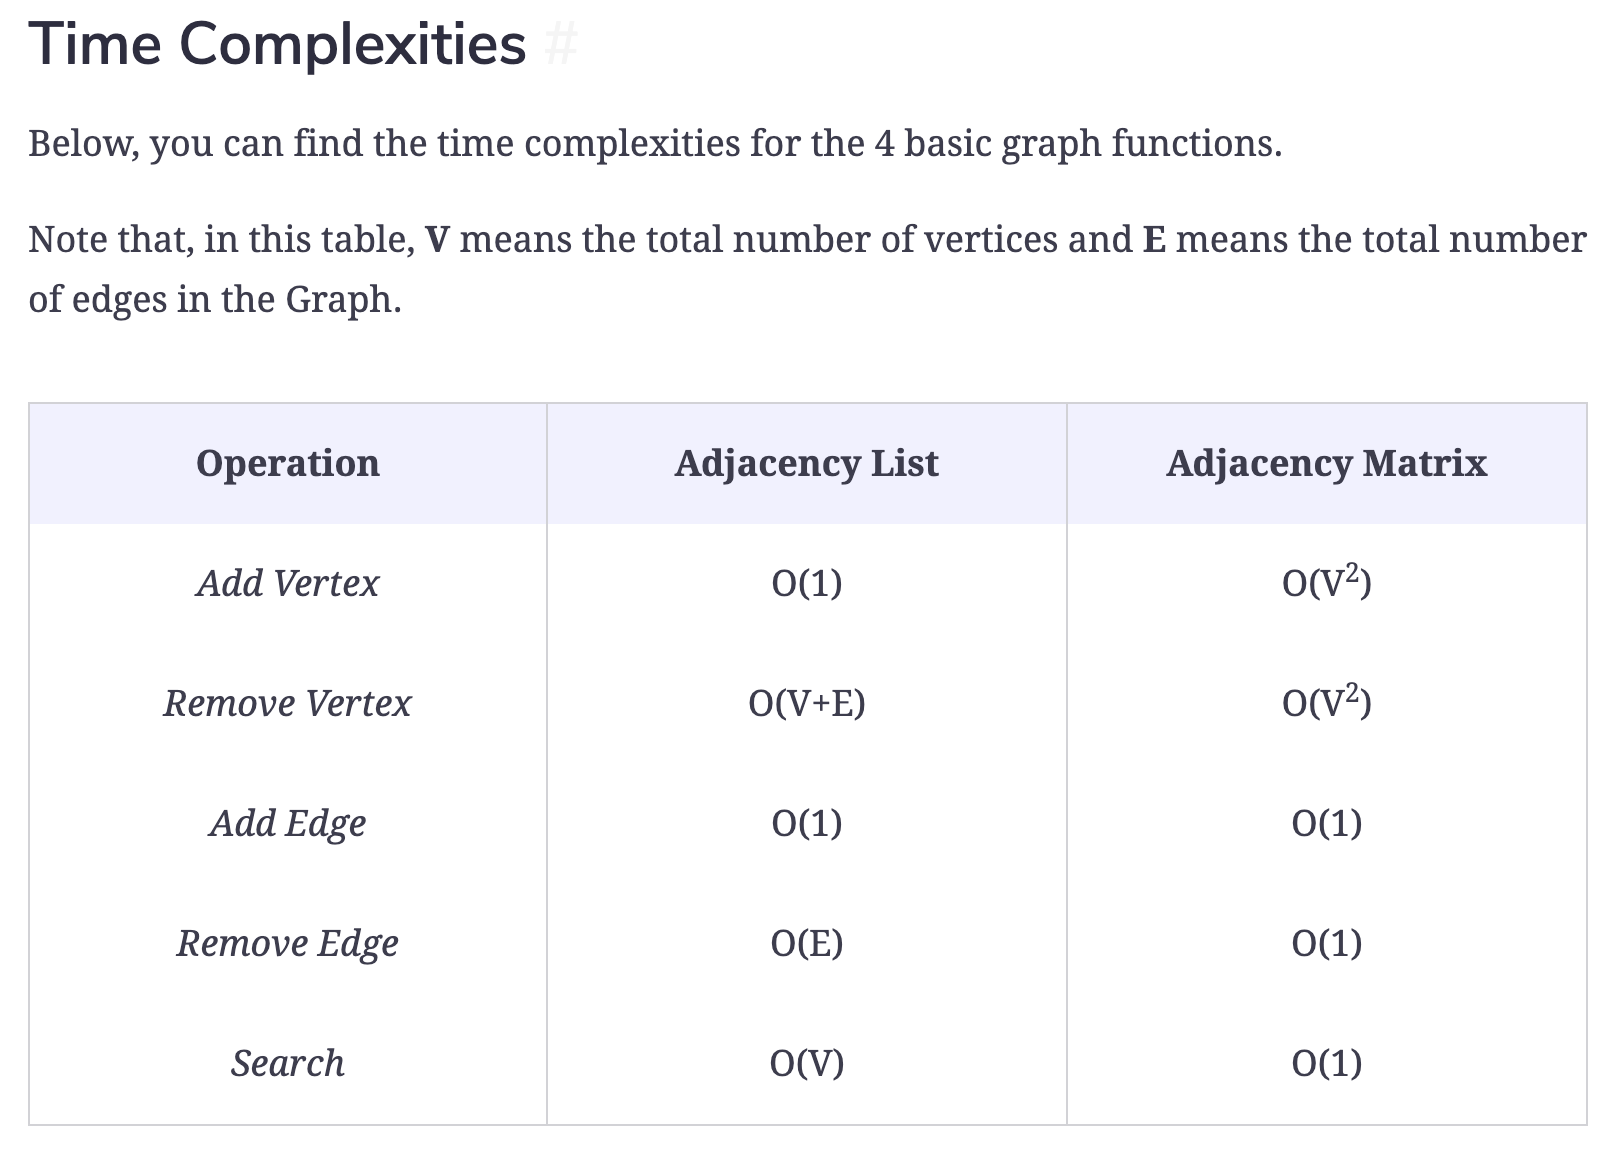 Time Complexities #
Below, you can find the time complexities for the 4 basic graph functions.
Note that, in this table, V means the total number of vertices and E means the total number
of edges in the Graph.
Operation Adjacency List Adjacency Matrix
Add Vertex O(1) O(V²)
Remove Vertex O(V+E) O(V²)
Add Edge O(1) O(1)
Remove Edge O(E) O(1)
Search O(V) O(1)